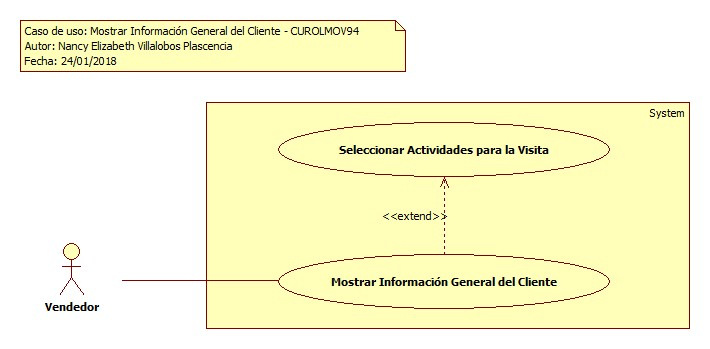 Caso de uso: Mostrar Información General del Cliente - CUROLMOV94
Autor: Nancy Elizabeth Villalobos Plascencia
Fecha: 24/01/2018
System
Seleccionar Actividades para la Visita
<<extend>>
Mostrar Información General del Cliente
Vendedor